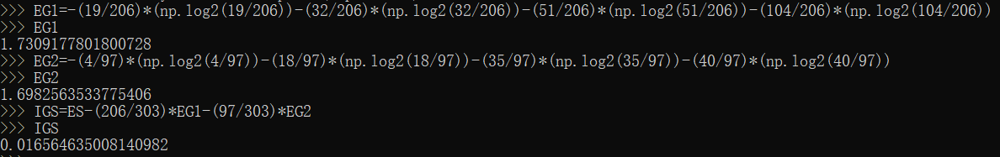 >>> EG1=-(19/206)*(np.log2(19/206))-(32/206)*(np.log2(32/206))-(51/206)*(np.log2(51/206))-(104/206)*(np.log2(104/206))
>>> EG1
1.7309177801800728
>>> EG2=-(4/97)*(np.log2(4/97))-(18/97)*(np.log2(18/97))-(35/97)*(np.log2(35/97))-(40/97)*(np.log2(40/97))
>>> EG2
1.6982563533775406
>>> IGS=ES-(206/303)*EG1-(97/303)*EG2
>>> IGS
0.016564635008140982